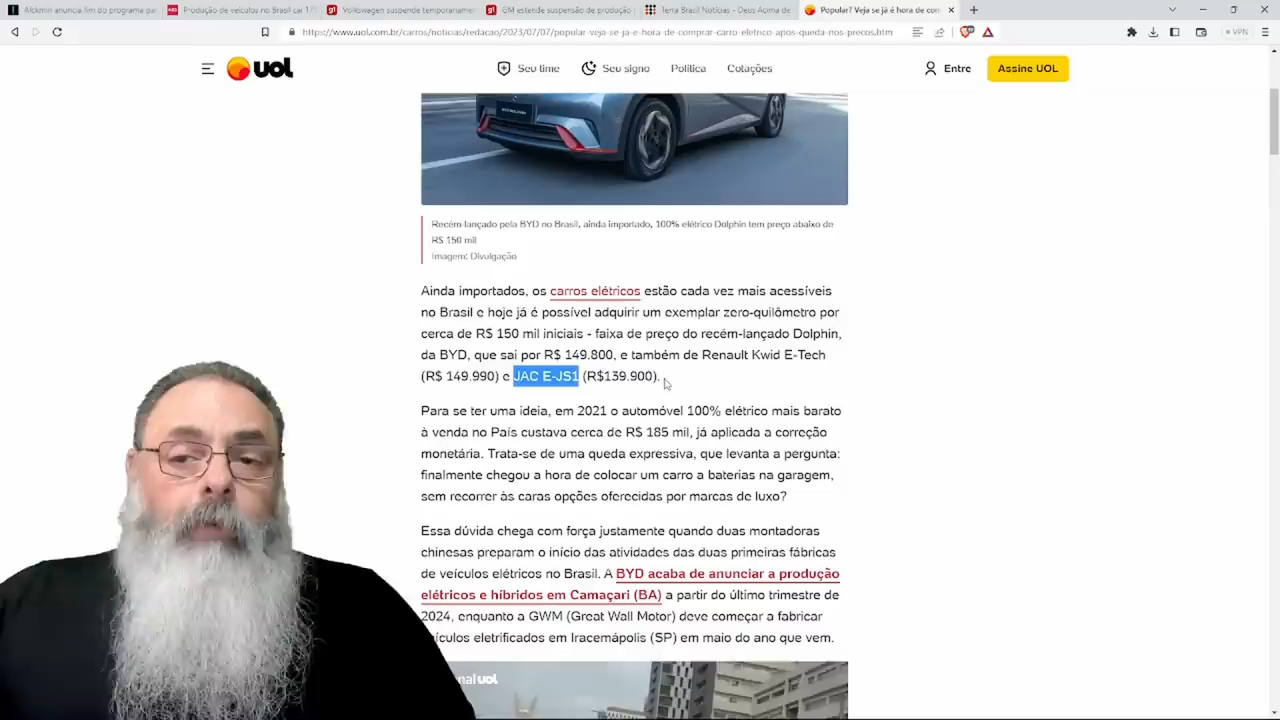 Alckmin anuncia fim do programa pa
Produção de veículos no Brasil cai 17
Volkswagen suspende temporariamen
GM estende suspensão de produção
Terra Brasil Notícias - Deus Acima de
Popular? Veja se já é hora de com
https://www.uol.com.br/carros/noticias/redacao/2023/07/07/popular-veja-se-ja-e-hora-de-comprar-carro-eletrico-apos-queda-nos-precos.htm
VPN
UOL
Seu time
Seu signo
Política
Cotações
Entre
Assine UOL
Recém-lançado pela BYD no Brasil, ainda importado, 100% elétrico Dolphin tem preço abaixo de
R$ 150 mil
Imagem: Divulgação
Ainda importados, os carros elétricos estão cada vez mais acessíveis
no Brasil e hoje já é possível adquirir um exemplar zero-quilômetro por
cerca de R$ 150 mil iniciais - faixa de preço do recém-lançado Dolphin,
da BYD, que sai por R$ 149.800, e também de Renault Kwid E-Tech
(R$ 149.990) e JAC E-JS1 (R$139.900).
Para se ter uma ideia, em 2021 o automóvel 100% elétrico mais barato
à venda no País custava cerca de R$ 185 mil, já aplicada a correção
monetária. Trata-se de uma queda expressiva, que levanta a pergunta:
finalmente chegou a hora de colocar um carro a baterias na garagem,
sem recorrer às caras opções oferecidas por marcas de luxo?
Essa dúvida chega com força justamente quando duas montadoras
chinesas preparam o início das atividades das duas primeiras fábricas
de veículos elétricos no Brasil. A BYD acaba de anunciar a produção
elétricos e híbridos em Camaçari (BA) a partir do último trimestre de
2024, enquanto a GWM (Great Wall Motor) deve começar a fabricar
ículos eletrificados em Iracemápolis (SP) em maio do ano que vem.
nal uol